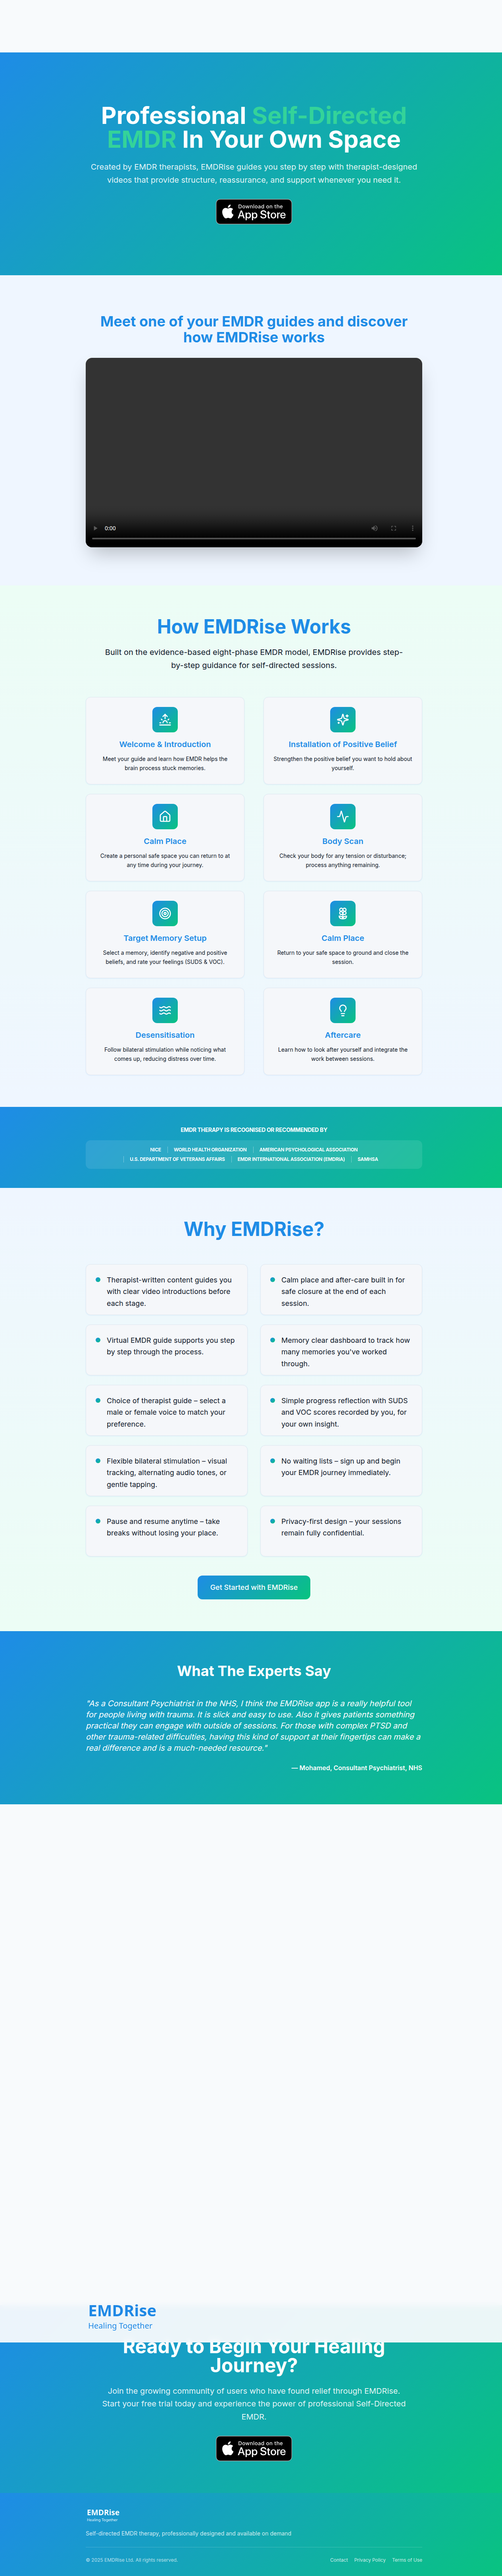 Professional Self-Directed
EMDR In Your Own Space
Created by EMDR therapists, EMDRise guides you step by step with therapist-designed
videos that provide structure, reassurance, and support whenever you need it.
Download on the
App Store
Meet one of your EMDR guides and discover
how EMDRise works
0:00
How EMDRise Works
Built on the evidence-based eight-phase EMDR model, EMDRise provides step-
by-step guidance for self-directed sessions.
Welcome & Introduction
Meet your guide and learn how EMDR helps the
brain process stuck memories.
Installation of Positive Belief
Strengthen the positive belief you want to hold about
yourself.
Calm Place
Create a personal safe space you can return to at
any time during your journey.
Body Scan
Check your body for any tension or disturbance;
process anything remaining.
Target Memory Setup
Select a memory, identify negative and positive
beliefs, and rate your feelings (SUDS & VOC).
Calm Place
Return to your safe space to ground and close the
session.
Desensitisation
Follow bilateral stimulation while noticing what
comes up, reducing distress over time.
Aftercare
Learn how to look after yourself and integrate the
work between sessions.
EMDR THERAPY IS RECOGNISED OR RECOMMENDED BY
NICE | WORLD HEALTH ORGANIZATION | AMERICAN PSYCHOLOGICAL ASSOCIATION
| U.S. DEPARTMENT OF VETERANS AFFAIRS | EMDR INTERNATIONAL ASSOCIATION (EMDRIA) | SAMHSA
Why EMDRise?
Therapist-written content guides you
with clear video introductions before
each stage.
Calm place and after-care built in for
safe closure at the end of each
session.
Virtual EMDR guide supports you step
by step through the process.
Memory clear dashboard to track how
many memories you've worked
through.
Choice of therapist guide – select a
male or female voice to match your
preference.
Simple progress reflection with SUDS
and VOC scores recorded by you, for
your own insight.
Flexible bilateral stimulation – visual
tracking, alternating audio tones, or
gentle tapping.
No waiting lists – sign up and begin
your EMDR journey immediately.
Pause and resume anytime – take
breaks without losing your place.
Privacy-first design – your sessions
remain fully confidential.
Get Started with EMDRise
What The Experts Say
"As a Consultant Psychiatrist in the NHS, I think the EMDRise app is a really helpful tool
for people living with trauma. It is slick and easy to use. Also it gives patients something
practical they can engage with outside of sessions. For those with complex PTSD and
other trauma-related difficulties, having this kind of support at their fingertips can make a
real difference and is a much-needed resource."
— Mohamed, Consultant Psychiatrist, NHS
EMDRise
Healing Together
Ready to Begin Your Healing
Journey?
Join the growing community of users who have found relief through EMDRise.
Start your free trial today and experience the power of professional Self-Directed
EMDR.
Download on the
App Store
EMDRise
Healing Together
Self-directed EMDR therapy, professionally designed and available on demand
© 2025 EMDRise Ltd. All rights reserved.
Contact Privacy Policy Terms of Use